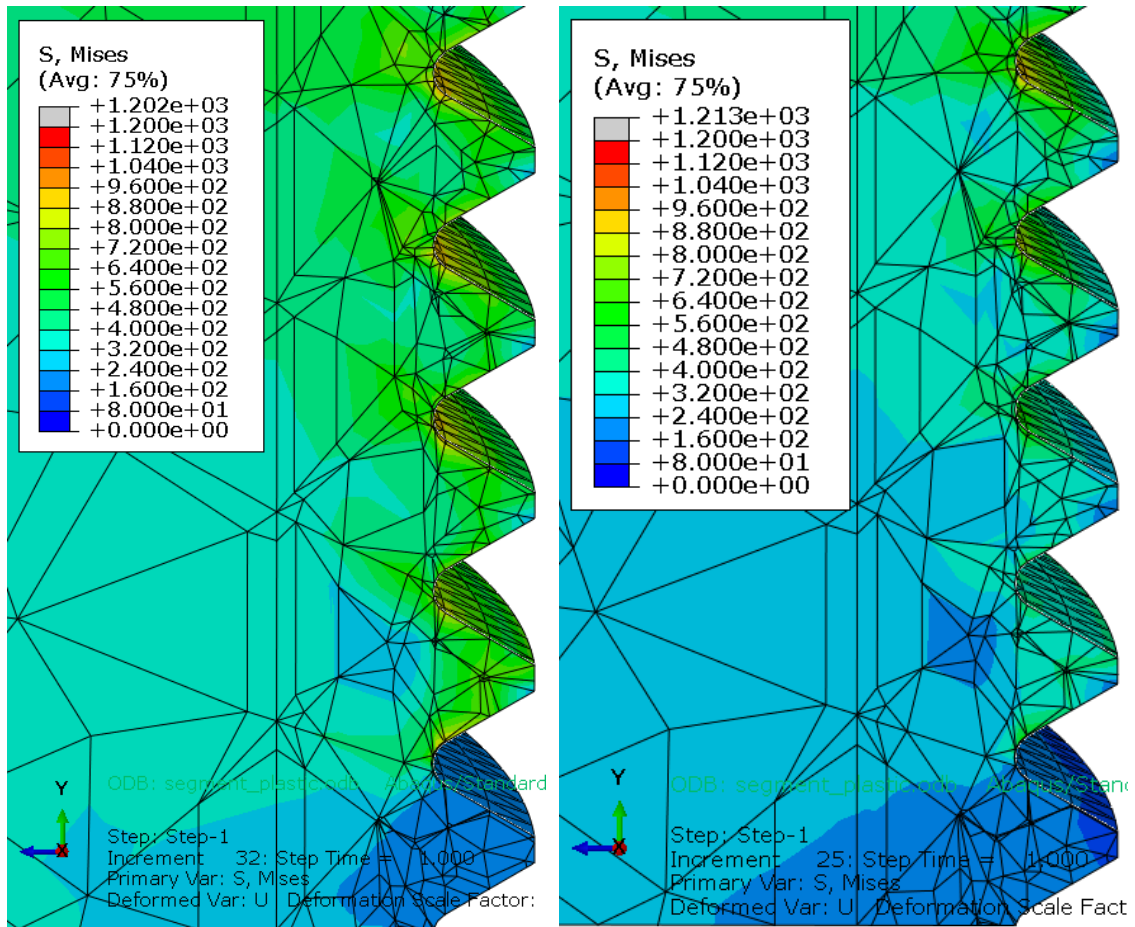 S, Mises
(Avg: 75%)
+1.202e+03
+1.200e+03
+1.120e+03
+1.040e+03
+9.600e+02
+8.800e+02
+8.000e+02
+7.200e+02
+6.400e+02
+5.600e+02
+4.800e+02
+4.000e+02
+3.200e+02
+2.400e+02
+1.600e+02
+8.000e+01
+0.000e+00
Y
X
ODB: segment_plastic.odb Abaqus/Standard
Step: Step-1
Increment 32: Step Time = 1.000
Primary Var: S, Mises
Deformed Var: U Deformation Scale Factor:
S, Mises
(Avg: 75%)
+1.213e+03
+1.200e+03
+1.120e+03
+1.040e+03
+9.600e+02
+8.800e+02
+8.000e+02
+7.200e+02
+6.400e+02
+5.600e+02
+4.800e+02
+4.000e+02
+3.200e+02
+2.400e+02
+1.600e+02
+8.000e+01
+0.000e+00
Y
X
ODB: segment_plastic.odb Abaqus/Stand
Step: Step-1
Increment 25: Step Time = 1.000
Primary Var: S, Mises
Deformed Var: U Deformation Scale Fact